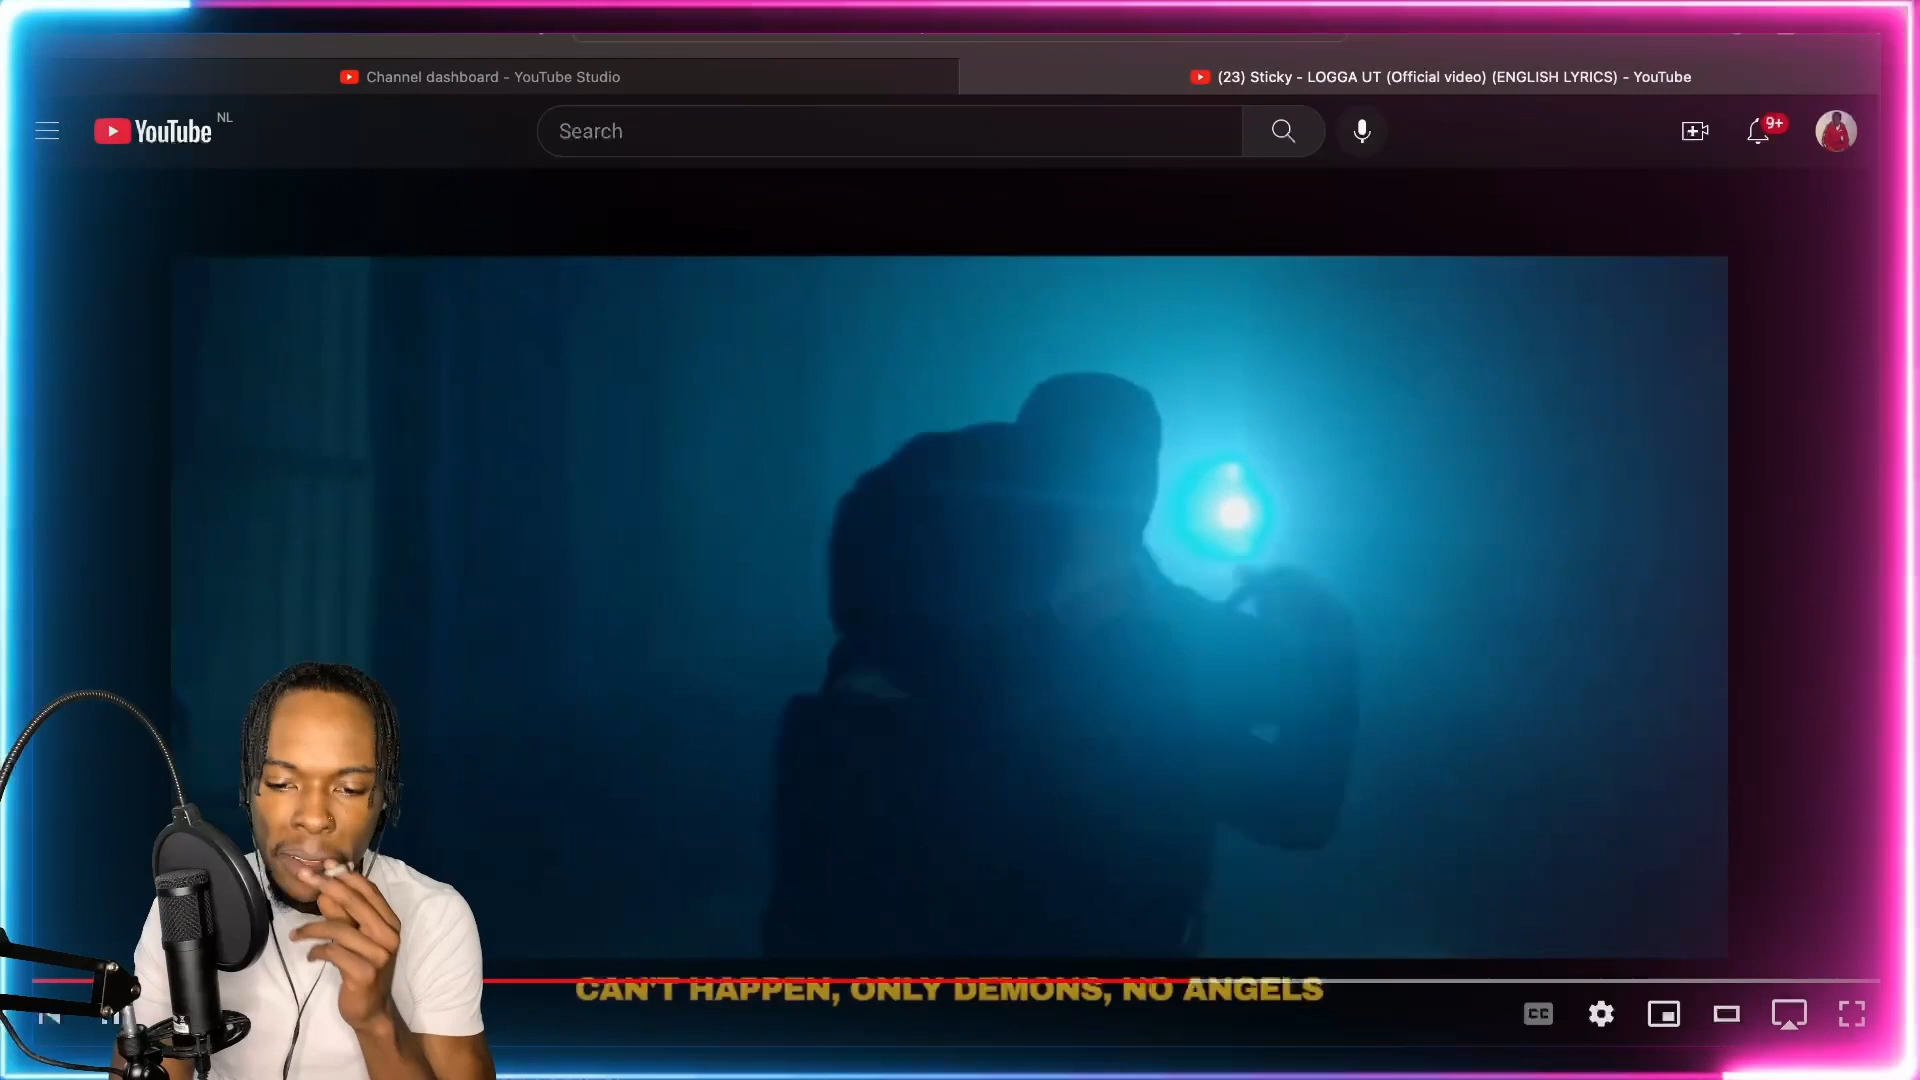 Channel dashboard - YouTube Studio
(23) Sticky - LOGGA UT (Official video) (ENGLISH LYRICS) - YouTube
YouTube NL
Search
9+
CAN'T HAPPEN, ONLY DEMONS, NO ANGELS
CC